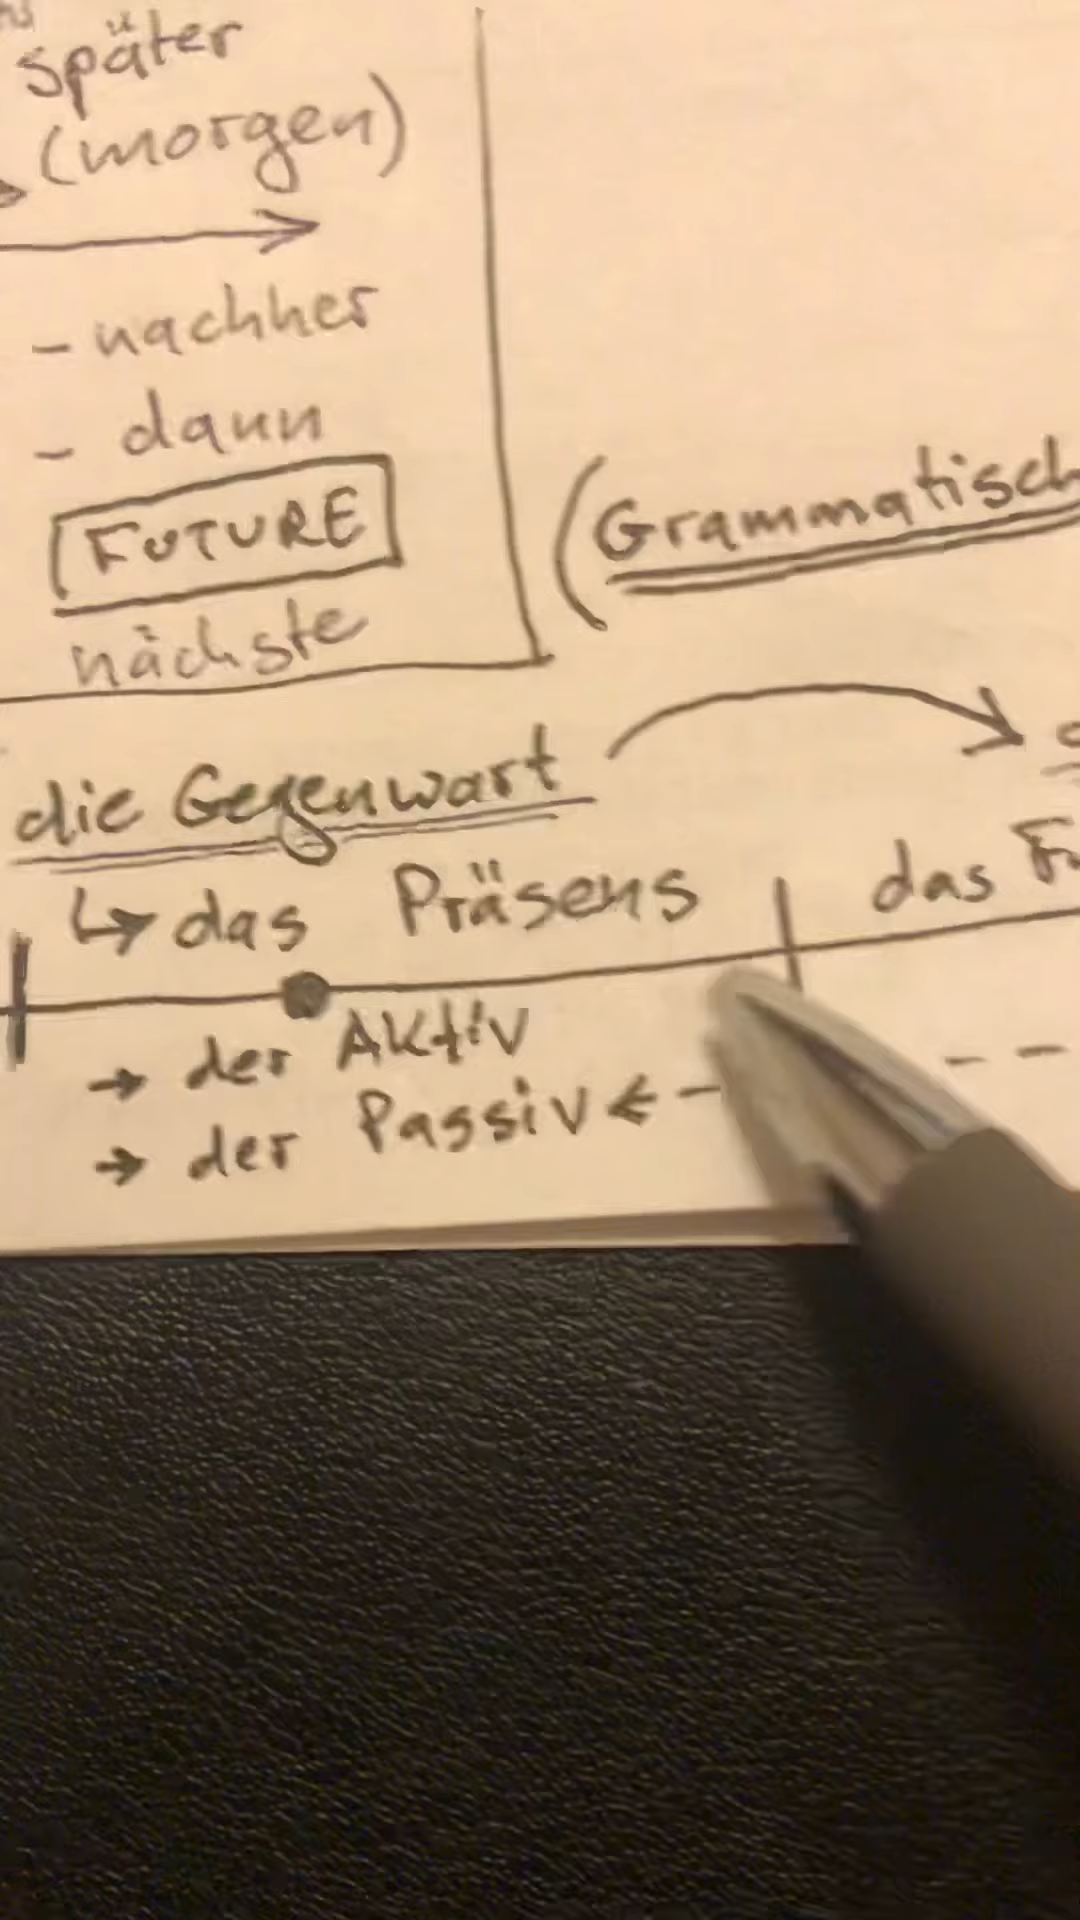 später
(morgen)
- nachher
- dann
FUTURE
nächste
(Grammatisch
die Gegenwart
das Präsens
das
der Aktiv
der Passiv